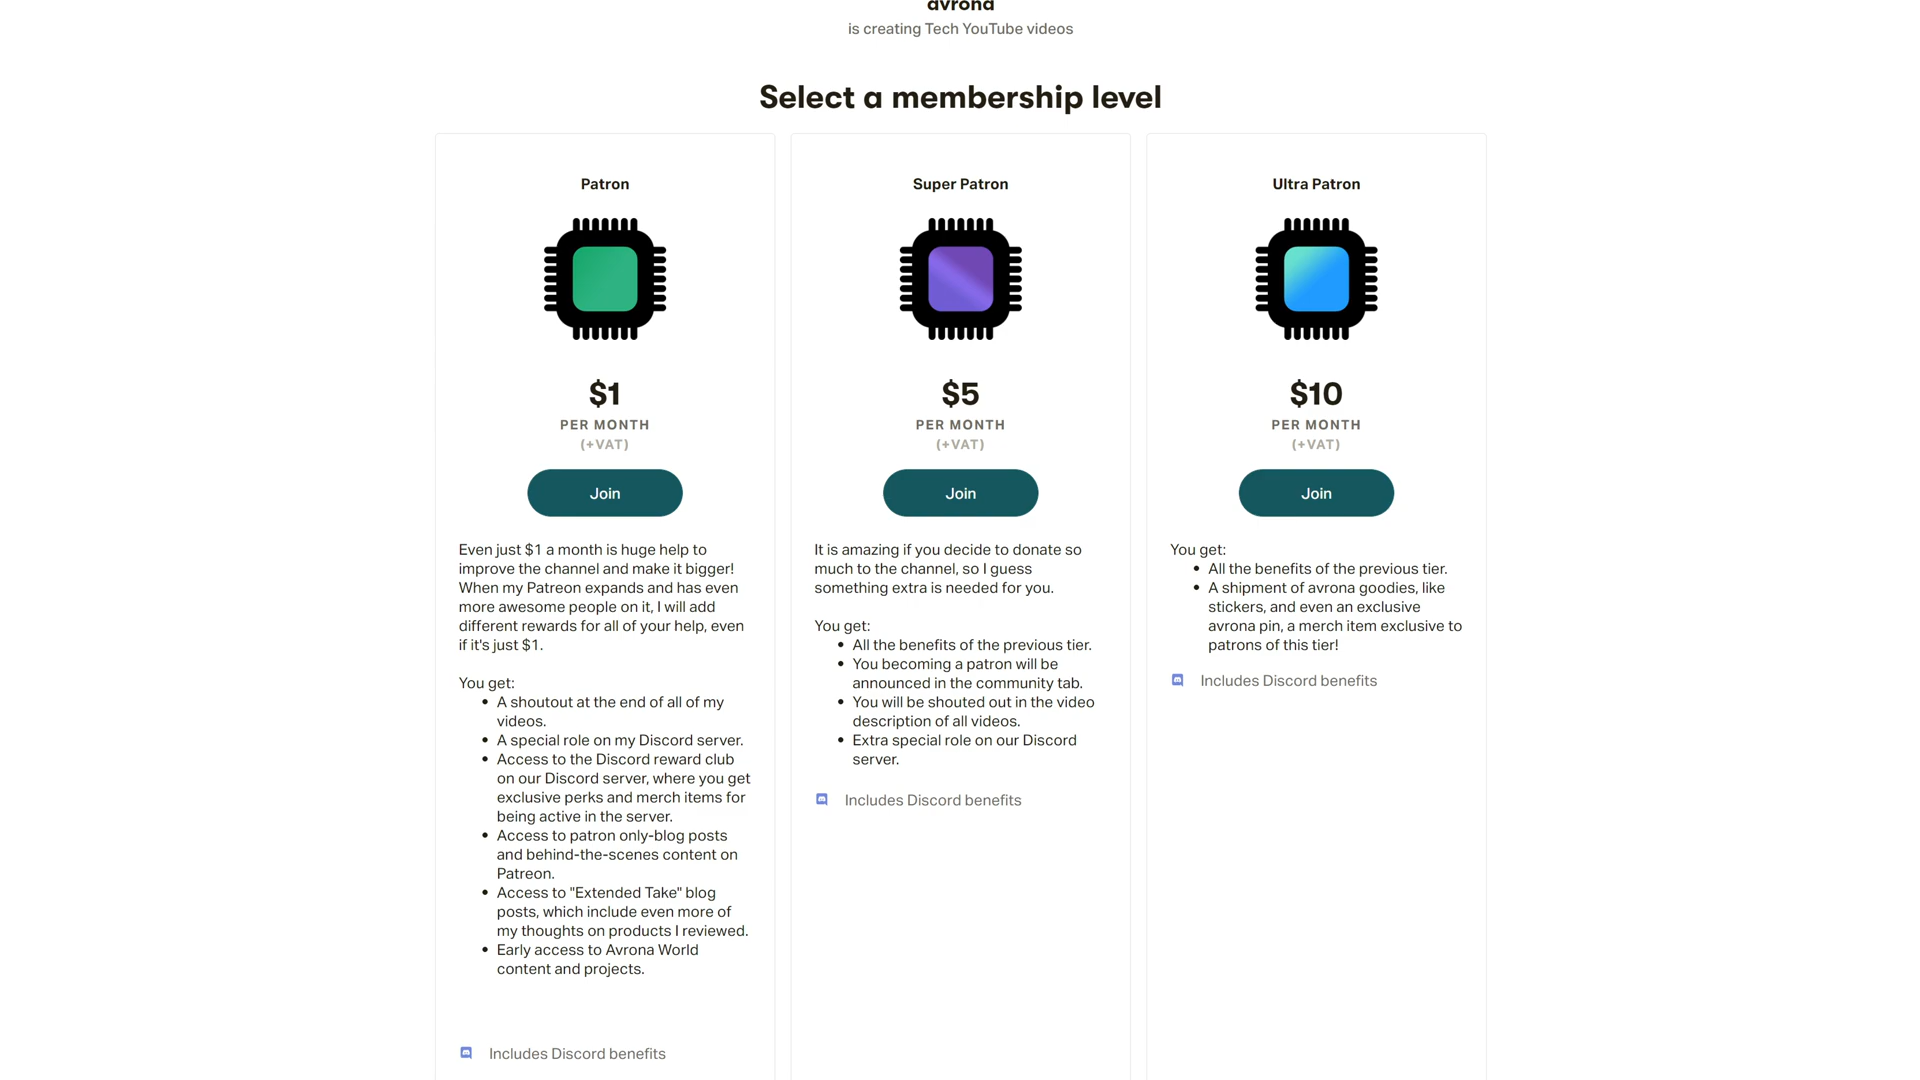 avrona
is creating Tech YouTube videos
Select a membership level
Patron
$1
PER MONTH
(+VAT)
Join
Even just $1 a month is huge help to
improve the channel and make it bigger!
When my Patreon expands and has even
more awesome people on it, I will add
different rewards for all of your help, even
if it's just $1.
You get:
• A shoutout at the end of all of my
videos.
• A special role on my Discord server.
• Access to the Discord reward club
on our Discord server, where you get
exclusive perks and merch items for
being active in the server.
• Access to patron only-blog posts
and behind-the-scenes content on
Patreon.
• Access to "Extended Take" blog
posts, which include even more of
my thoughts on products I reviewed.
• Early access to Avrona World
content and projects.
Includes Discord benefits
Super Patron
$5
PER MONTH
(+VAT)
Join
It is amazing if you decide to donate so
much to the channel, so I guess
something extra is needed for you.
You get:
• All the benefits of the previous tier.
• You becoming a patron will be
announced in the community tab.
• You will be shouted out in the video
description of all videos.
• Extra special role on our Discord
server.
Includes Discord benefits
Ultra Patron
$10
PER MONTH
(+VAT)
Join
You get:
• All the benefits of the previous tier.
• A shipment of avrona goodies, like
stickers, and even an exclusive
avrona pin, a merch item exclusive to
patrons of this tier!
Includes Discord benefits